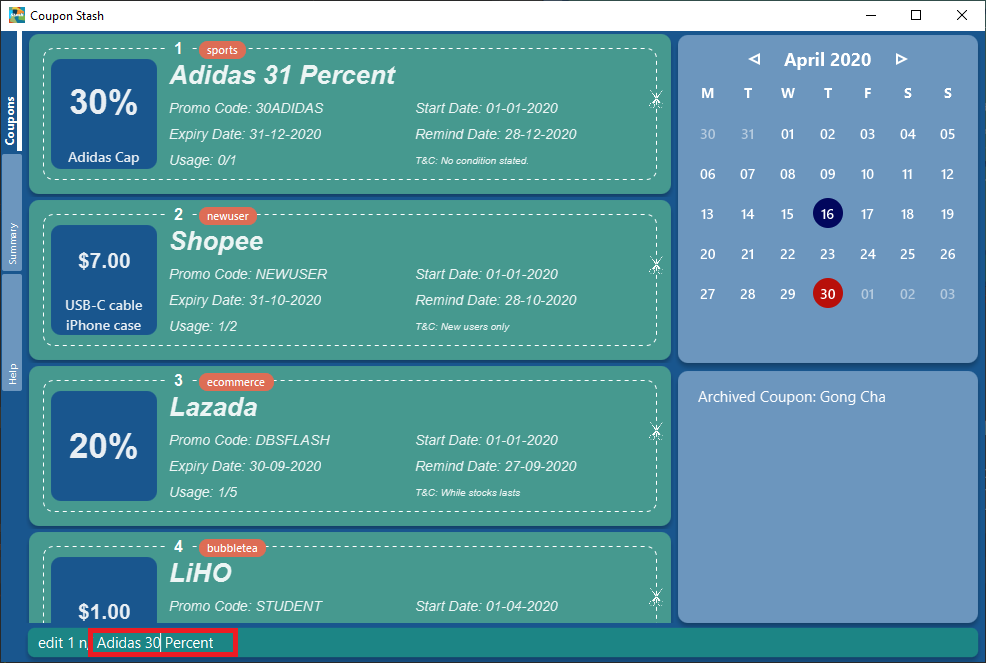 Coupon Stash
Coupons
Summary
Help
1 sports
Adidas 31 Percent
30%
Adidas Cap
Promo Code: 30ADIDAS
Start Date: 01-01-2020
Expiry Date: 31-12-2020
Remind Date: 28-12-2020
Usage: 0/1
T&C: No condition stated.
2 newuser
Shopee
$7.00
USB-C cable
iPhone case
Promo Code: NEWUSER
Start Date: 01-01-2020
Expiry Date: 31-10-2020
Remind Date: 28-10-2020
Usage: 1/2
T&C: New users only
3 ecommerce
Lazada
20%
Promo Code: DBSFLASH
Start Date: 01-01-2020
Expiry Date: 30-09-2020
Remind Date: 27-09-2020
Usage: 1/5
T&C: While stocks lasts
4 bubbletea
LiHO
$1.00
Promo Code: STUDENT
Start Date: 01-04-2020
April 2020
M T W T F S S
30 31 01 02 03 04 05
06 07 08 09 10 11 12
13 14 15 16 17 18 19
20 21 22 23 24 25 26
27 28 29 30 01 02 03
Archived Coupon: Gong Cha
edit 1 n/ Adidas 30 Percent